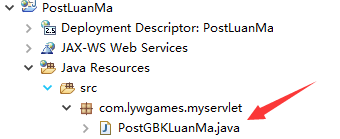 PostLuanMa
Deployment Descriptor: PostLuanMa
JAX-WS Web Services
Java Resources
src
com.lywgames.myservlet
PostGBKLuanMa.java